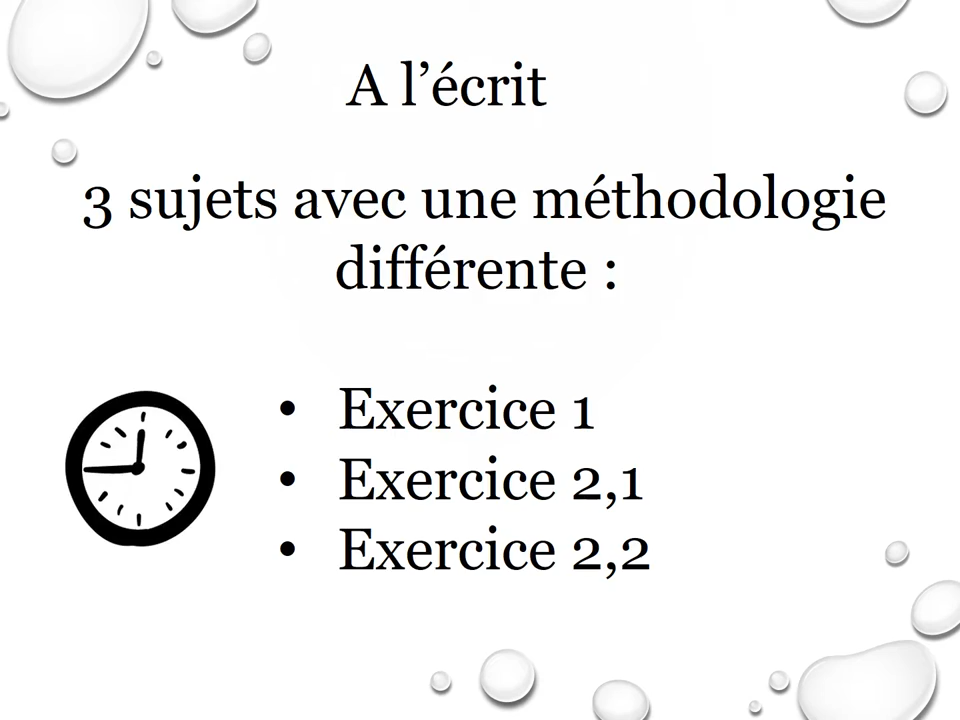 A l’écrit
3 sujets avec une méthodologie
différente :
• Exercice 1
• Exercice 2,1
• Exercice 2,2